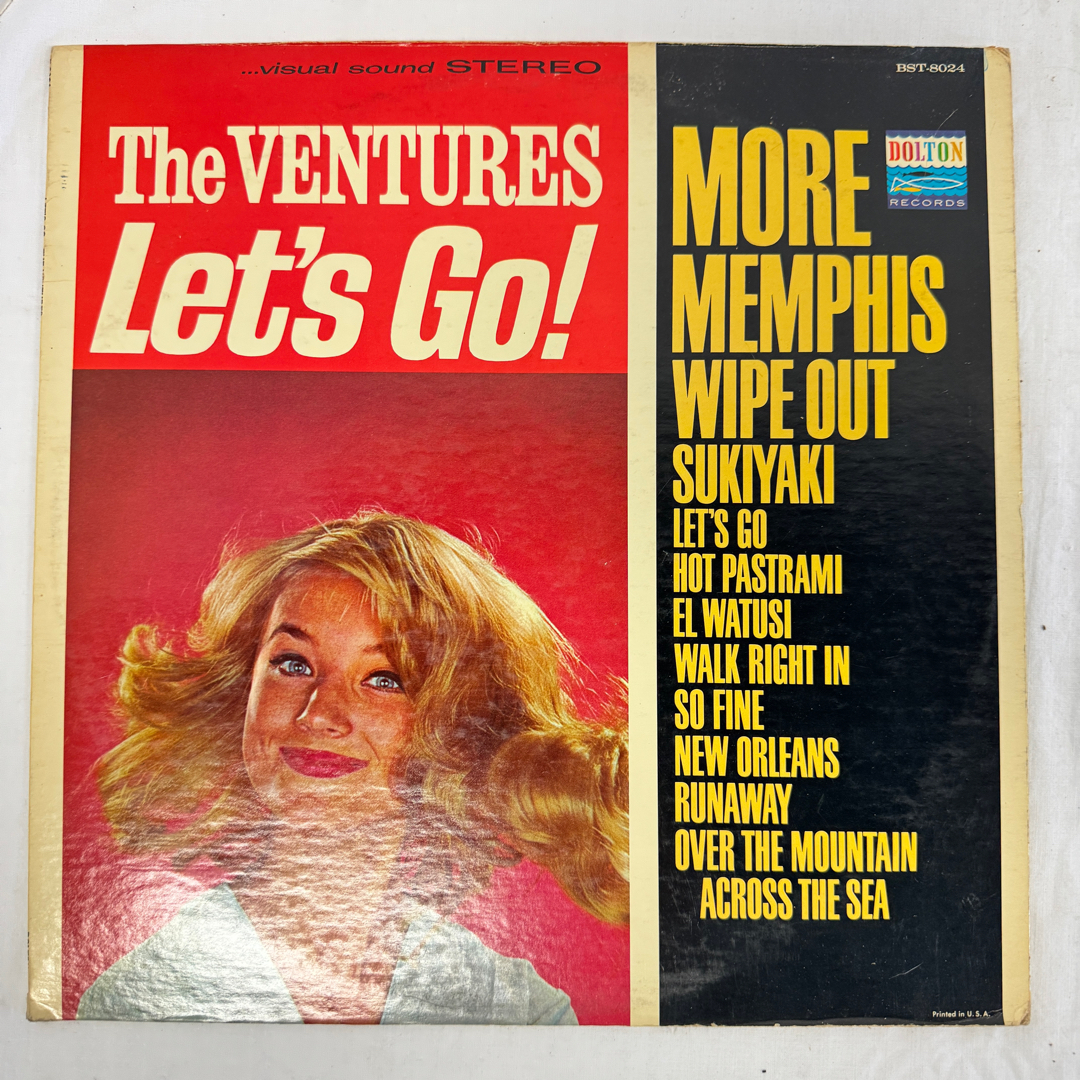 ...visual sound STEREO
The VENTURES
Let's Go!
BST-8024
DOLTON
RECORDS
MORE
MEMPHIS
WIPE OUT
SUKIYAKI
LET'S GO
HOT PASTRAMI
EL WATUSI
WALK RIGHT IN
SO FINE
NEW ORLEANS
RUNAWAY
OVER THE MOUNTAIN
ACROSS THE SEA
Printed in U. S. A.